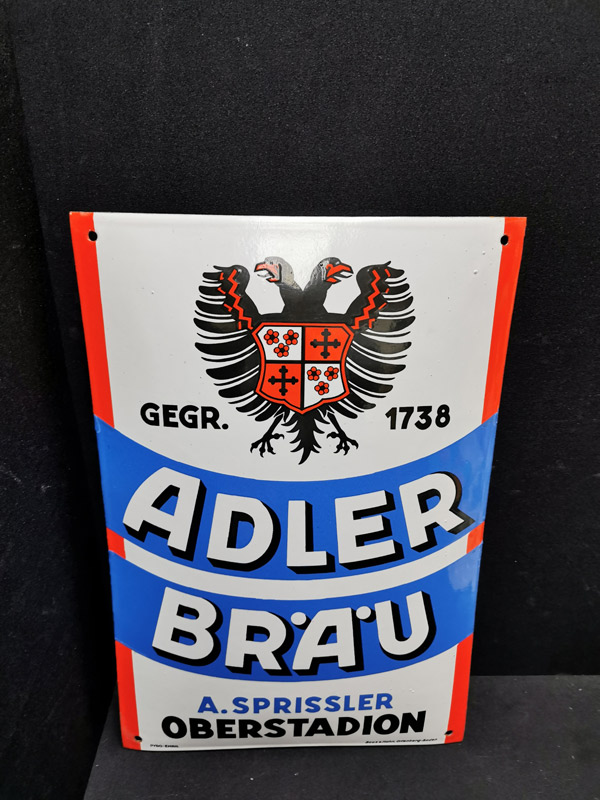 GEGR. 1738
ADLER
BRÄU
A. SPRISSLER
OBERSTADION